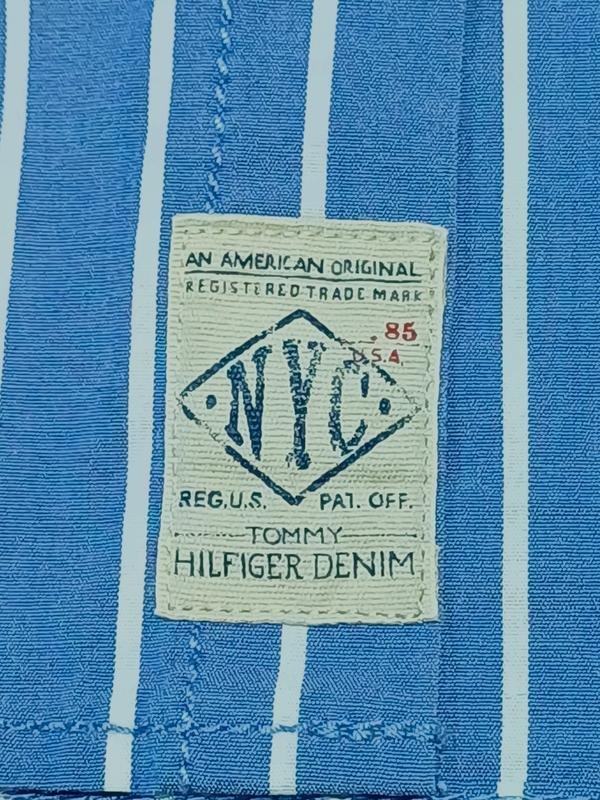 AN AMERICAN ORIGINAL
REGISTERED TRADE MARK
.85
U.S.A.
NYC
REG.U.S. PAT. OFF.
TOMMY
HILFIGER DENIM